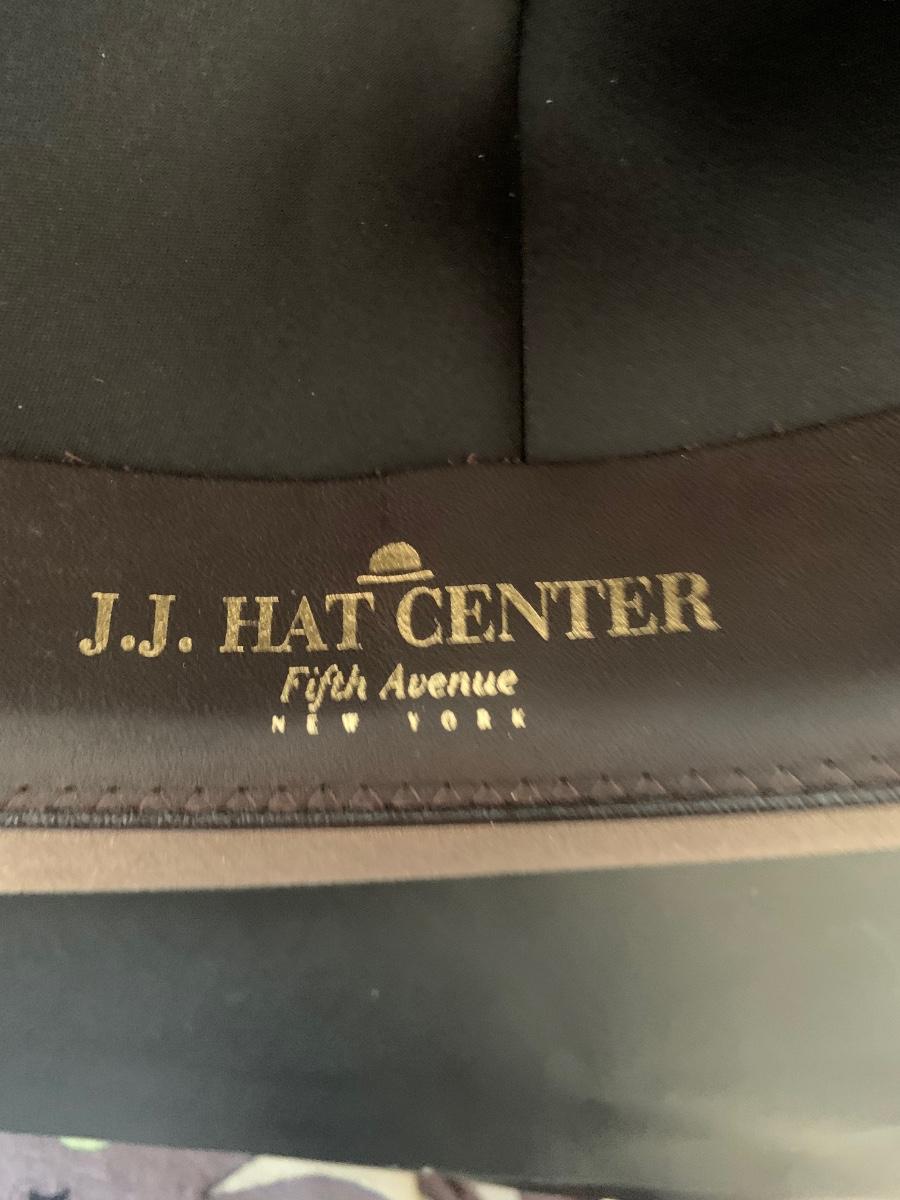 J.J. HAT CENTER
Fifth Avenue
NEW YORK